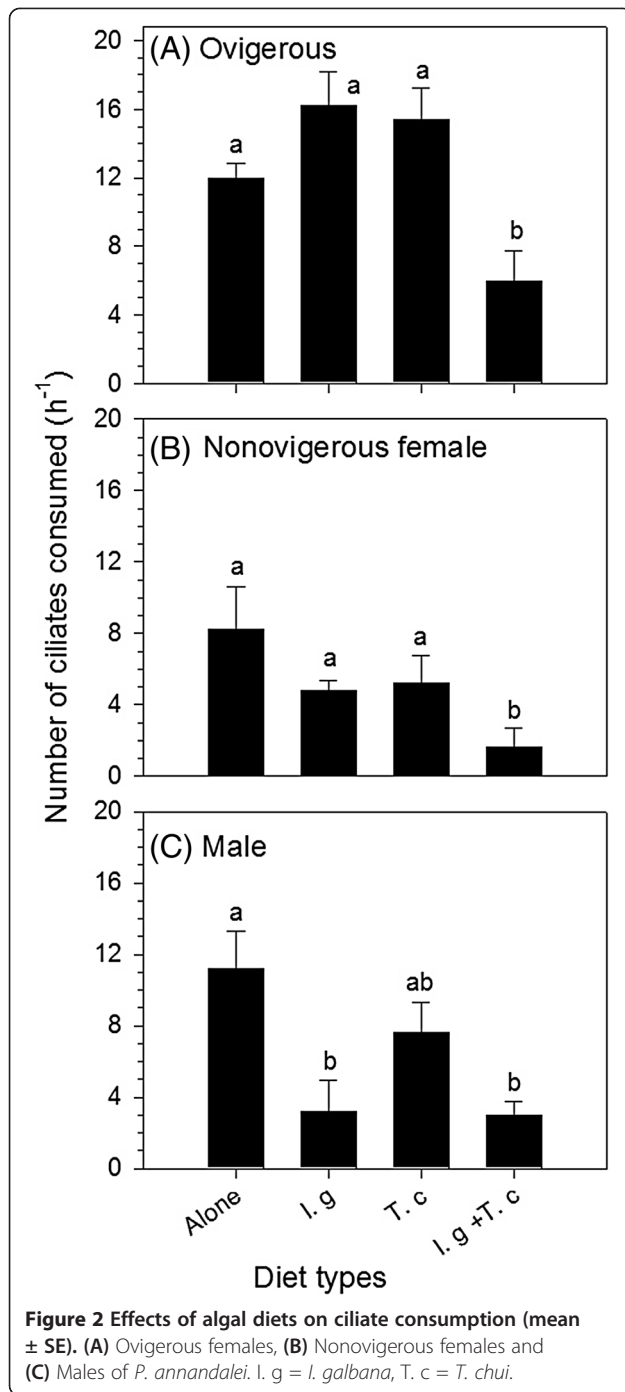 (A) Ovigerous
20
16
12
8
4
0
a
a
a
b
(B) Nonovigerous female
20
16
12
8
4
0
a
a
a
b
(C) Male
20
16
12
8
4
0
a
b
ab
b
Number of ciliates consumed (h⁻¹)
Alone
I. g
T. c
I. g +T. c
Diet types
Figure 2 Effects of algal diets on ciliate consumption (mean
± SE). (A) Ovigerous females, (B) Nonovigerous females and
(C) Males of P. annandalei. I. g = I. galbana, T. c = T. chui.